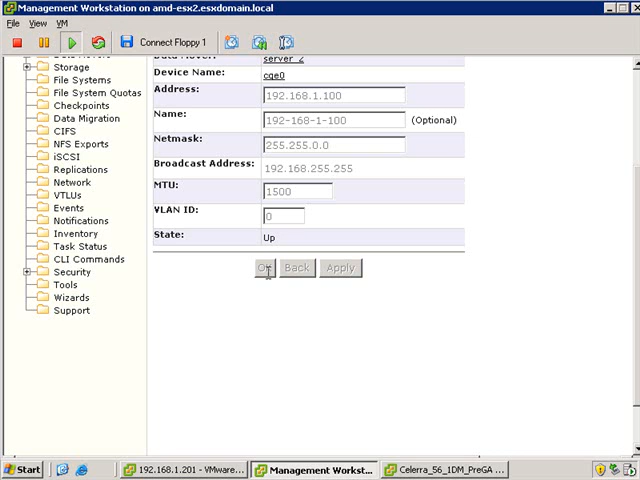 Management Workstation on amd-esx2.esxdomain.local
File View VM
Connect Floppy 1
Storage
File Systems
File System Quotas
Checkpoints
Data Migration
CIFS
NFS Exports
iSCSI
Replications
Network
VTLUs
Events
Notifications
Inventory
Task Status
CLI Commands
Security
Tools
Wizards
Support
server_2
Device Name: cge0
Address: 192.168.1.100
Name: 192-168-1-100 (Optional)
Netmask: 255.255.0.0
Broadcast Address: 192.168.255.255
MTU: 1500
VLAN ID: 0
State: Up
OK Back Apply
Start 192.168.1.201 - VMware... Management Workst... Celerra_56_1DM_PreGA ...